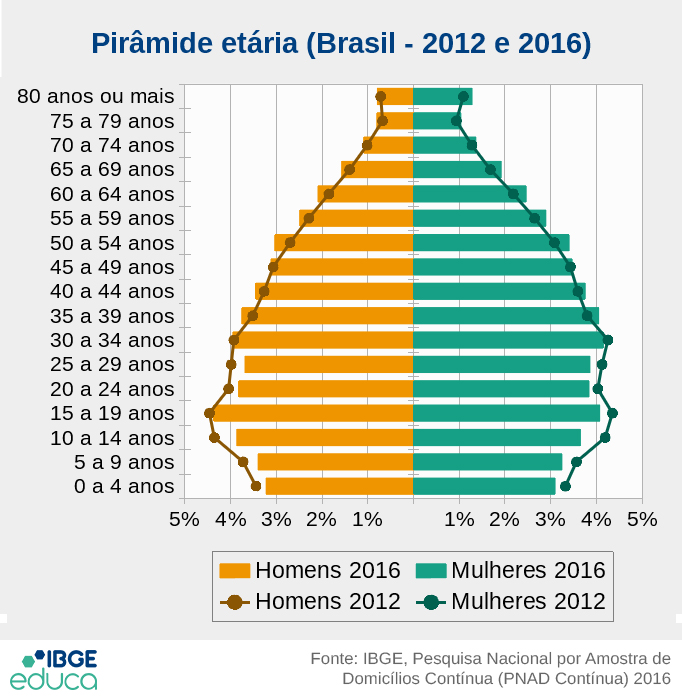 Pirâmide etária (Brasil - 2012 e 2016)
80 anos ou mais
75 a 79 anos
70 a 74 anos
65 a 69 anos
60 a 64 anos
55 a 59 anos
50 a 54 anos
45 a 49 anos
40 a 44 anos
35 a 39 anos
30 a 34 anos
25 a 29 anos
20 a 24 anos
15 a 19 anos
10 a 14 anos
5 a 9 anos
0 a 4 anos
5% 4% 3% 2% 1% 1% 2% 3% 4% 5%
Homens 2016 Mulheres 2016
Homens 2012 Mulheres 2012
IBGE
educa
Fonte: IBGE, Pesquisa Nacional por Amostra de
Domicílios Contínua (PNAD Contínua) 2016